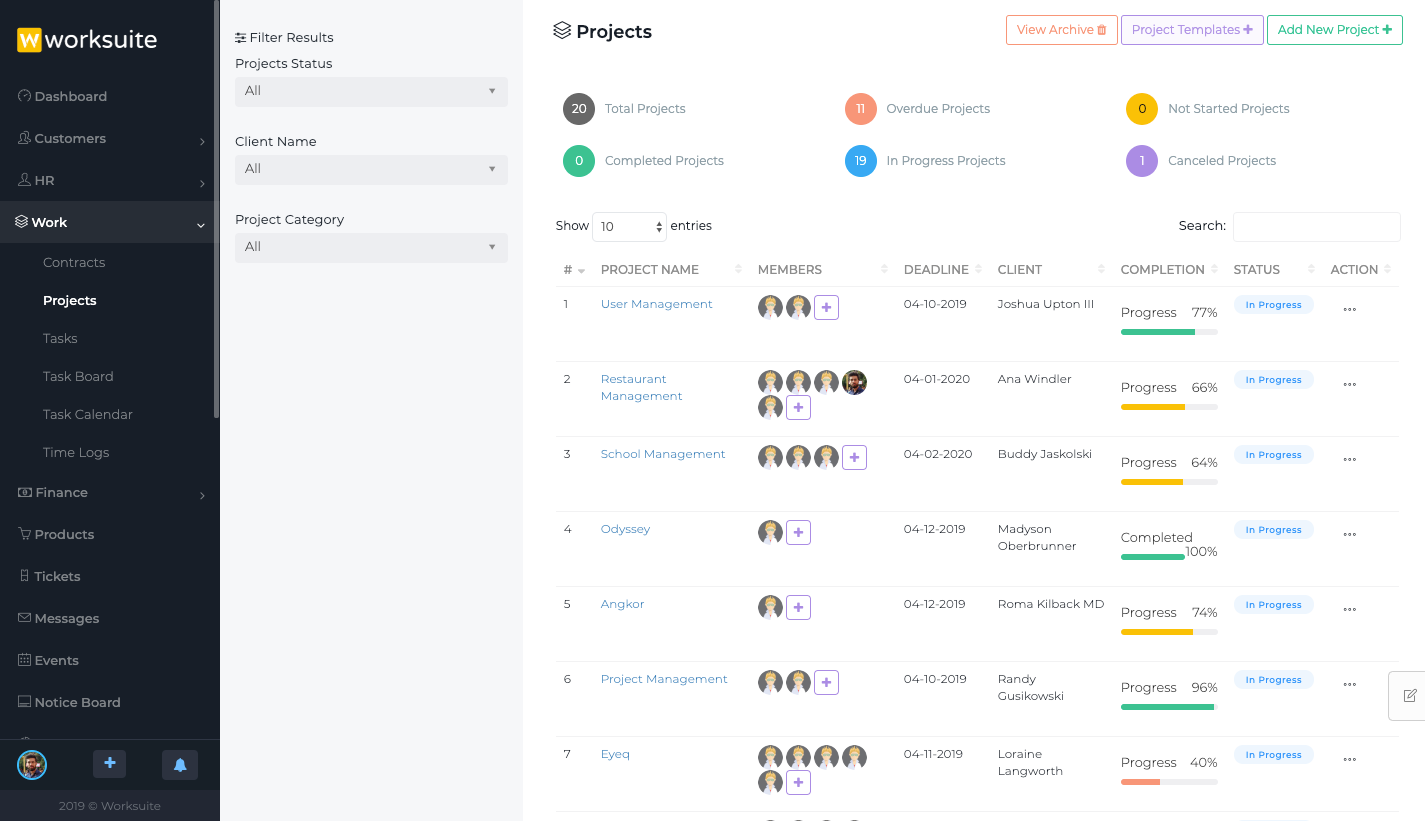 worksuite
Dashboard
Customers
HR
Work
Contracts
Projects
Tasks
Task Board
Task Calendar
Time Logs
Finance
Products
Tickets
Messages
Events
Notice Board
2019 © Worksuite
Filter Results
Projects Status
All
Client Name
All
Project Category
All
Projects
View Archive
Project Templates
Add New Project
20 Total Projects
11 Overdue Projects
0 Not Started Projects
0 Completed Projects
19 In Progress Projects
1 Canceled Projects
Show 10 entries
Search:
# PROJECT NAME MEMBERS DEADLINE CLIENT COMPLETION STATUS ACTION
1 User Management 04-10-2019 Joshua Upton III Progress 77% In Progress
2 Restaurant Management 04-01-2020 Ana Windler Progress 66% In Progress
3 School Management 04-02-2020 Buddy Jaskolski Progress 64% In Progress
4 Odyssey 04-12-2019 Madyson Oberbrunner Completed 100% In Progress
5 Angkor 04-12-2019 Roma Kilback MD Progress 74% In Progress
6 Project Management 04-10-2019 Randy Gusikowski Progress 96% In Progress
7 Eyeq 04-11-2019 Loraine Langworth Progress 40% In Progress